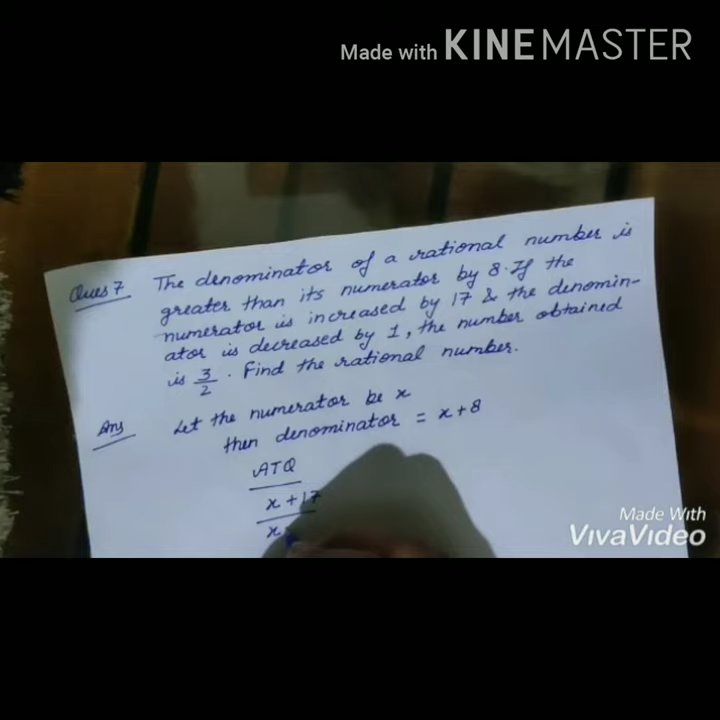 Made with KINEMASTER
Ques 7 The denominator of a rational number is
greater than its numerator by 8. If the
numerator is increased by 17 & the denomin-
ator is decreased by 1, the number obtained
is 3/2. Find the rational number.
Ans Let the numerator be x
then denominator = x+8
ATQ
x+17
x
Made With
VivaVideo